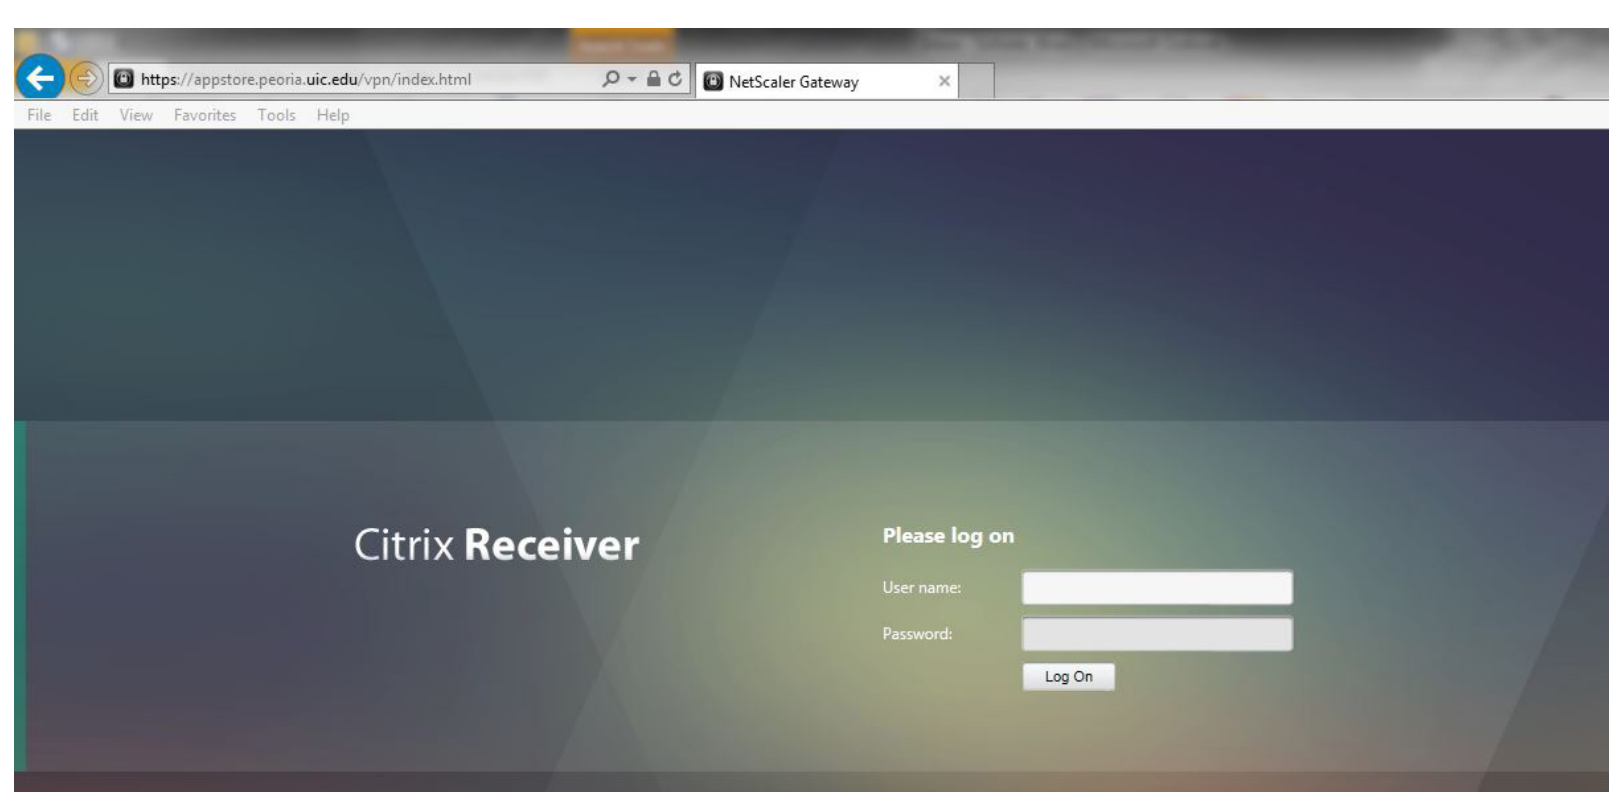 https://appstore.peoria.uic.edu/vpn/index.html
NetScaler Gateway
File Edit View Favorites Tools Help
Citrix Receiver
Please log on
User name:
Password:
Log On